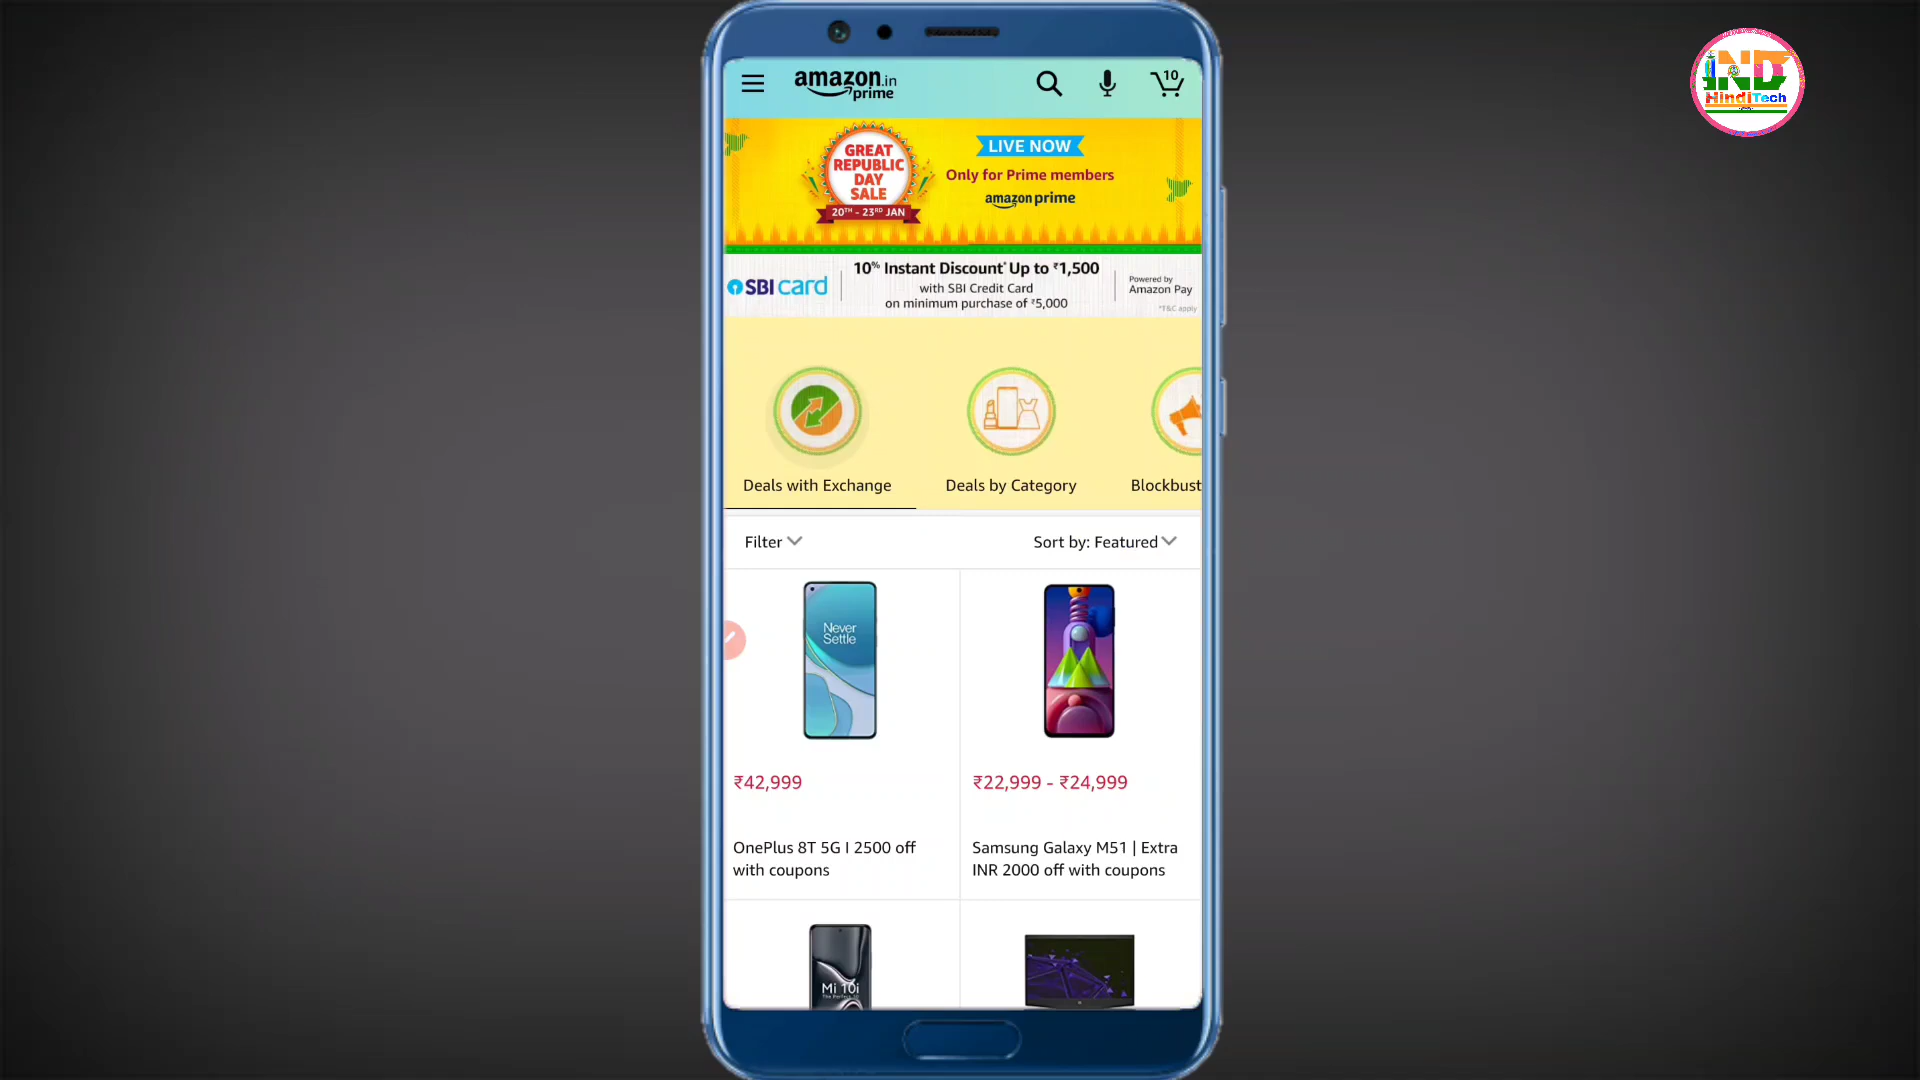 IND
HindiTech
amazon.in
prime
10
GREAT
REPUBLIC
DAY
SALE
20TH - 23RD JAN
LIVE NOW
Only for Prime members
amazon prime
SBI card
10% Instant Discount* Up to ₹1,500
with SBI Credit Card
on minimum purchase of ₹5,000
Powered by
Amazon Pay
*T&C apply
Deals with Exchange
Deals by Category
Blockbust
Filter
Sort by: Featured
Never
Settle
₹42,999
₹22,999 - ₹24,999
OnePlus 8T 5G I 2500 off
with coupons
Samsung Galaxy M51 | Extra
INR 2000 off with coupons
Mi 10i
The Perfect 10